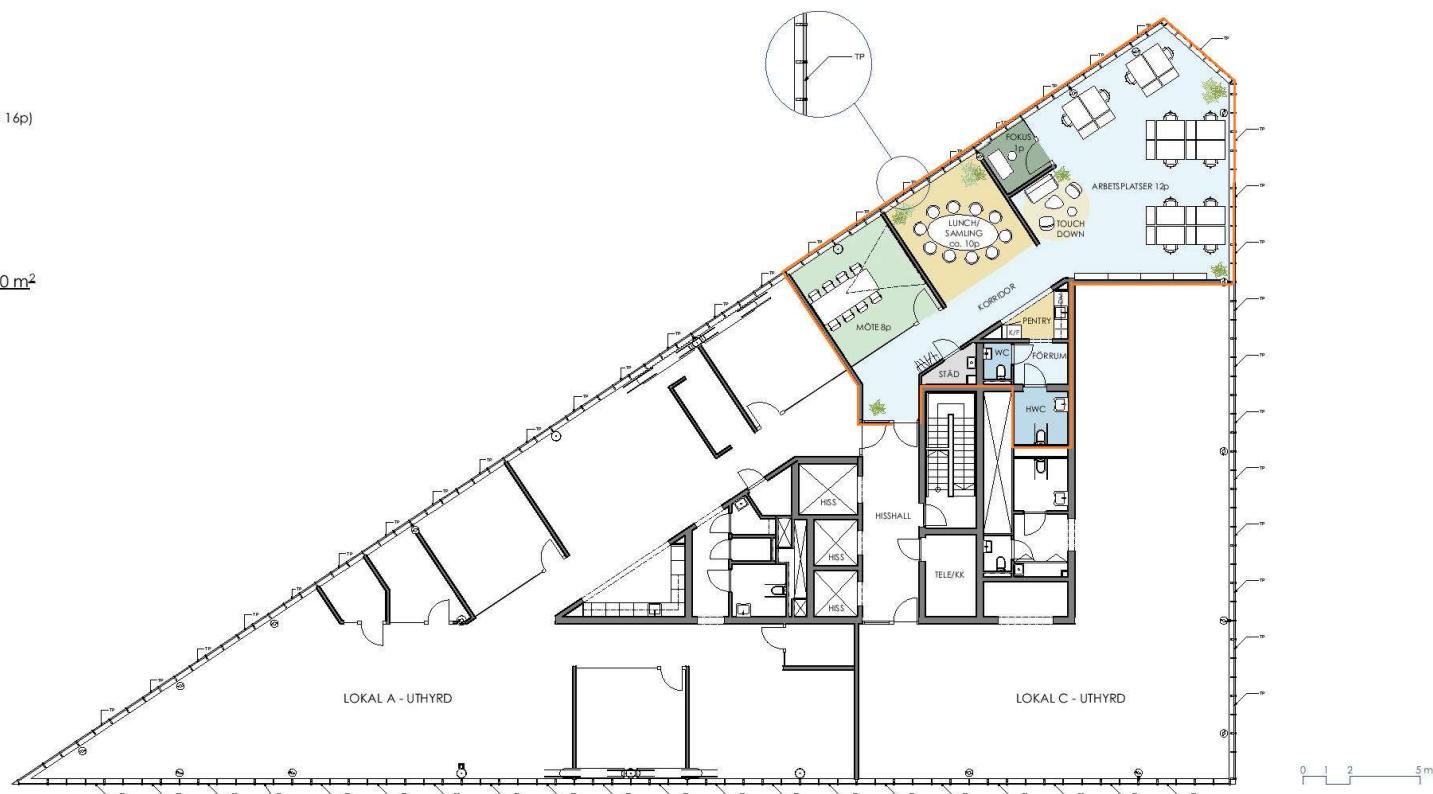 16p)
0 m²
TP
TP
FOKUS
1p
ARBETSPLATSER 12p
LUNCH/
SAMLING
ca. 10p
TOUCH
DOWN
KORRIDOR
MÖTE 8p
PENTRY
K/F
WC
FÖRRUM
STÄD
HWC
HISS
HISSHALL
HISS
HISS
TELE/KK
LOKAL A - UTHYRD
LOKAL C - UTHYRD
0 1 2 5 m